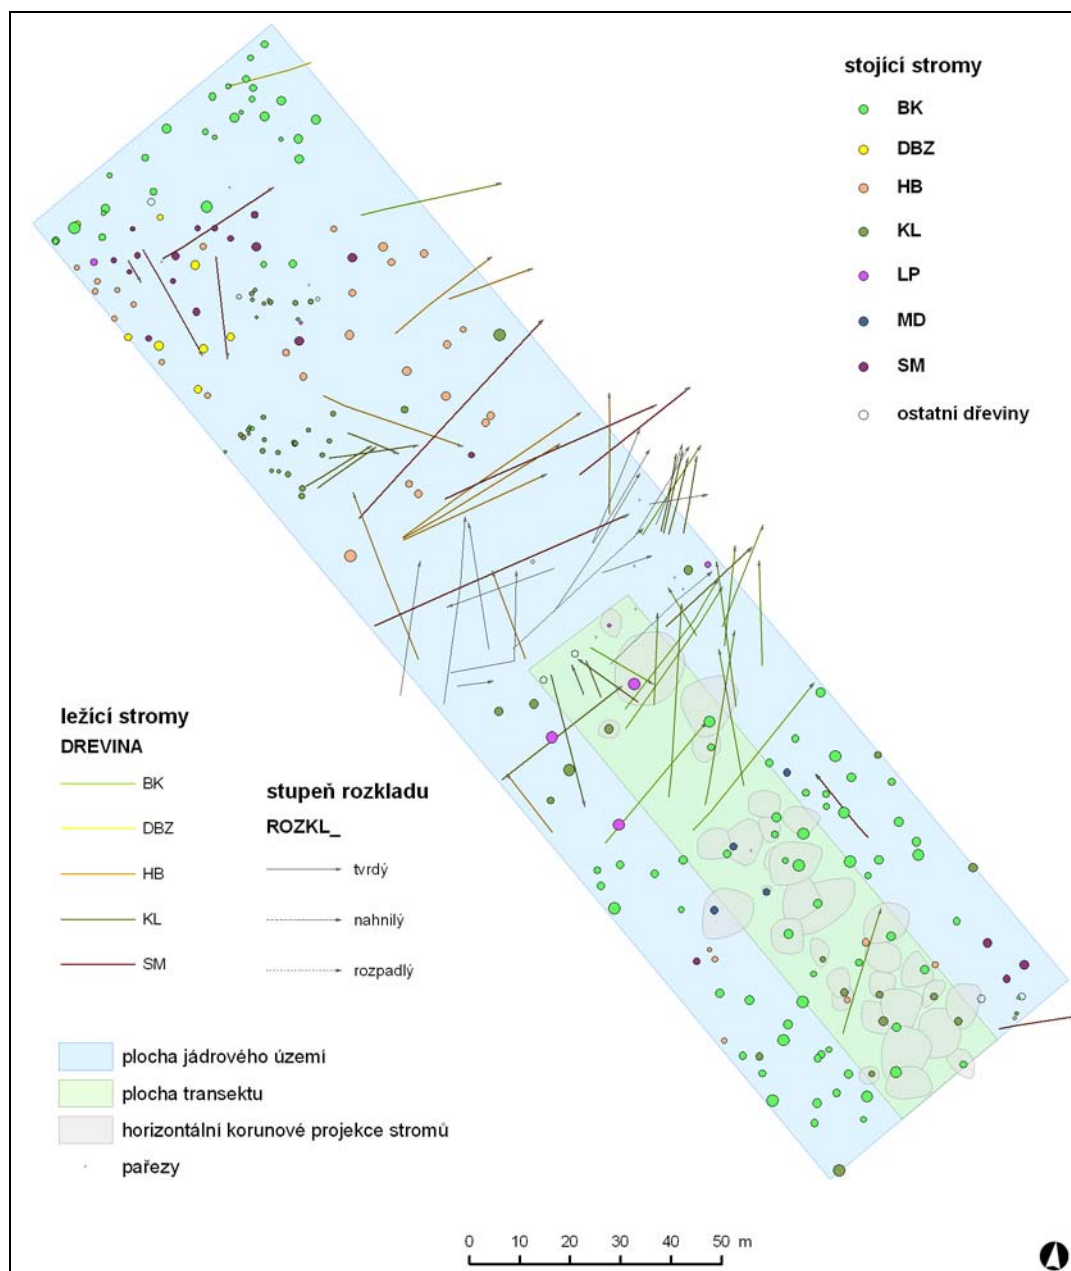 stojící stromy
BK
DBZ
HB
KL
LP
MD
SM
ostatní dřeviny
ležící stromy
DREVINA
BK
DBZ
HB
KL
SM
stupeň rozkladu
ROZKL_
tvrdý
nahnilý
rozpadlý
plocha jádrového území
plocha transektu
horizontální korunové projekce stromů
pařezy
0 10 20 30 40 50 m